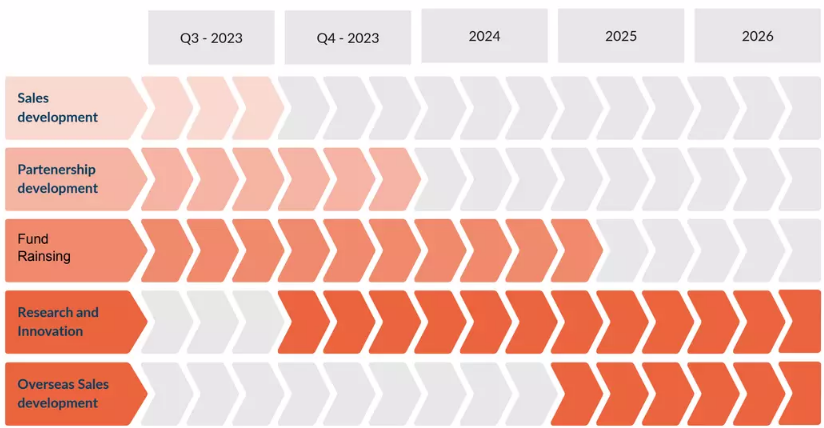 Q3 - 2023
Q4 - 2023
2024
2025
2026
Sales
development
Partenership
development
Fund
Rainsing
Research and
Innovation
Overseas Sales
development